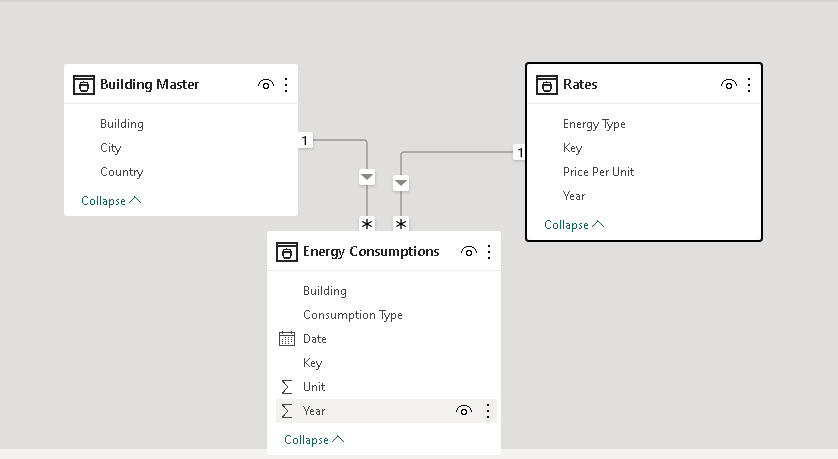 Building Master
Building
City
Country
Collapse
1
Rates
Energy Type
Key
Price Per Unit
Year
Collapse
1
*
*
Energy Consumptions
Building
Consumption Type
Date
Key
Σ Unit
Σ Year
Collapse